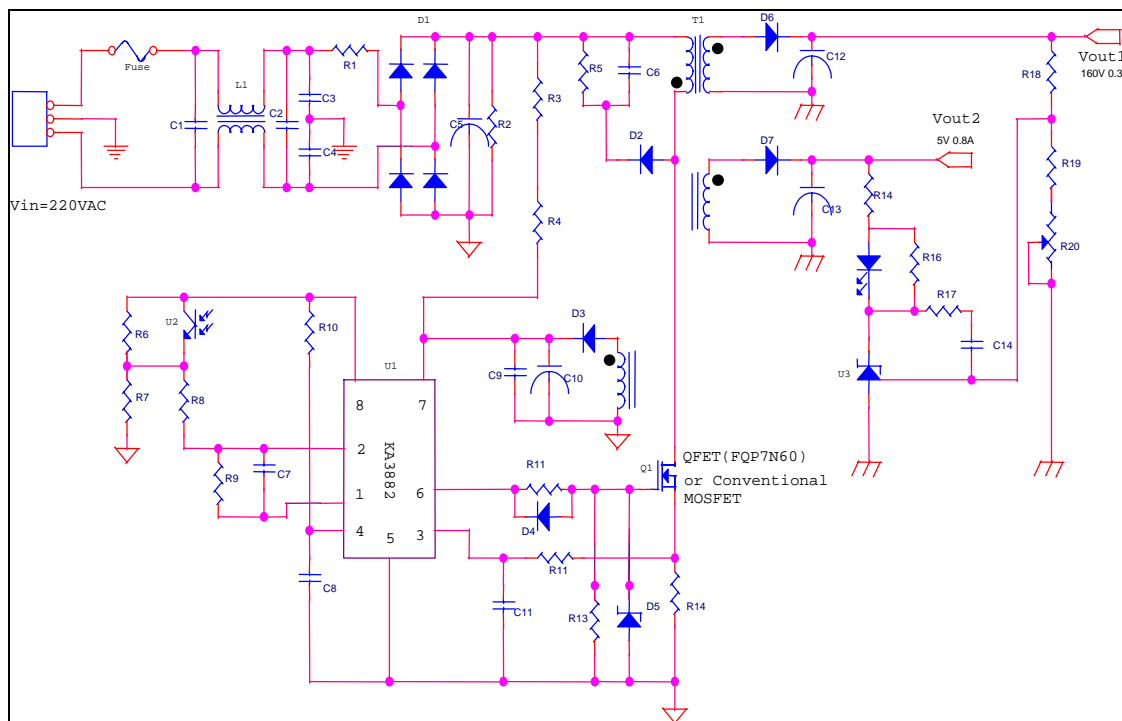 D1
T1
D6
Fuse
R1
Vout1
160V 0.3
L1
C1
C2
C3
C4
C5
R2
R3
R5
C6
C12
R18
D2
D7
Vout2
5V 0.8A
R19
Vin=220VAC
R4
C13
R14
R20
R16
R17
R6
U2
R10
D3
C14
U1
C9
C10
U3
R7
R8
8
7
2
KA3882
R9
C7
1
6
4
5
3
R11
D4
Q1
QFET(FQP7N60)
or Conventional
MOSFET
R11
C8
C11
R13
D5
R14